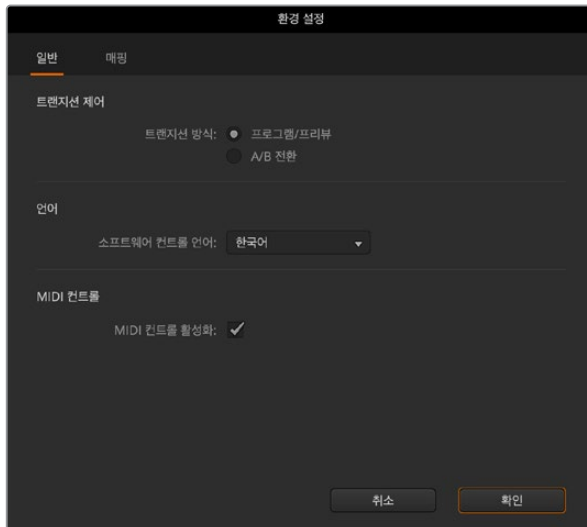 환경 설정
일반 매핑
트랜지션 제어
트랜지션 방식: 프로그램/프리뷰
A/B 전환
언어
소프트웨어 컨트롤 언어: 한국어
MIDI 컨트롤
MIDI 컨트롤 활성화:
취소 확인